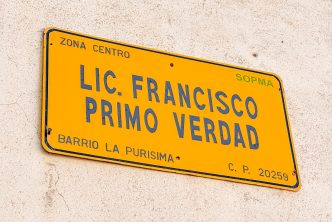 ZONA CENTRO
SOPMA
LIC. FRANCISCO
PRIMO VERDAD
BARRIO LA PURISIMA
C. P. 20259